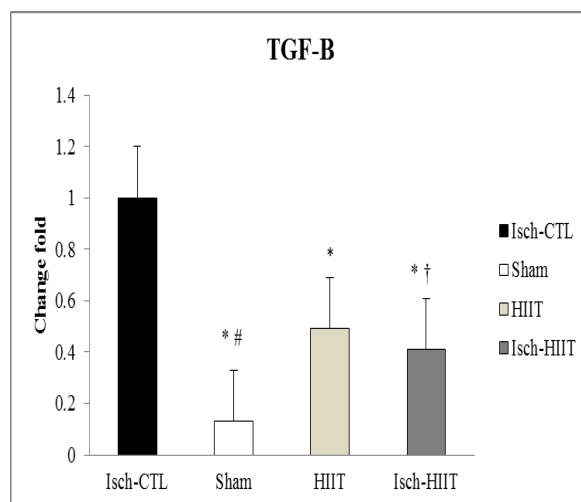 TGF-B
Change fold
1.4
1.2
1
0.8
0.6
0.4
0.2
0
* #
*
* †
Isch-CTL
Sham
HIIT
Isch-HIIT
Isch-CTL
Sham
HIIT
Isch-HIIT